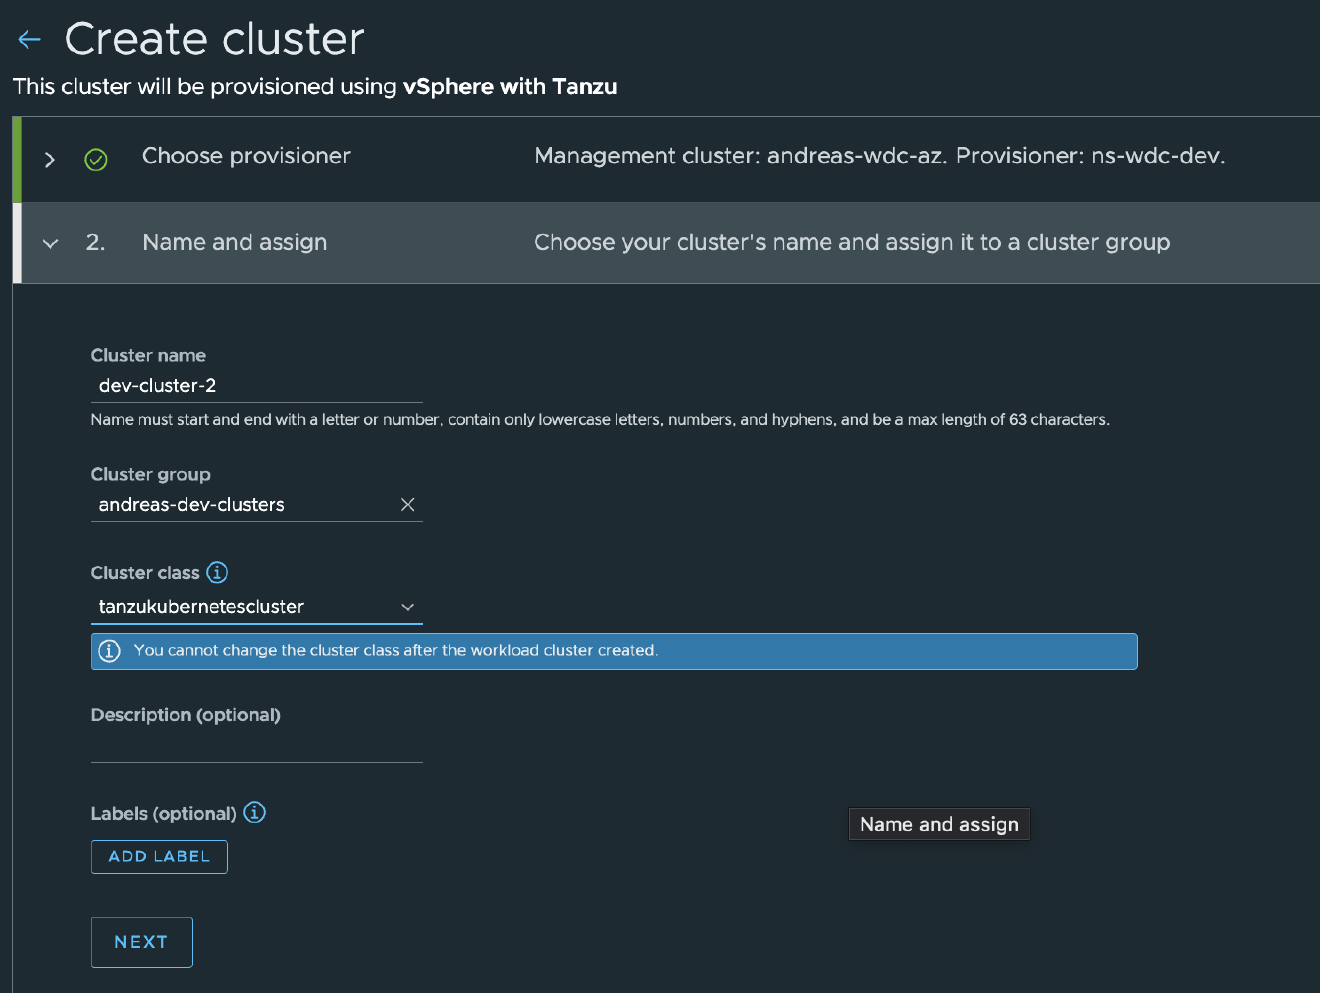 Create cluster
This cluster will be provisioned using vSphere with Tanzu
Choose provisioner
Management cluster: andreas-wdc-az. Provisioner: ns-wdc-dev.
2.
Name and assign
Choose your cluster's name and assign it to a cluster group
Cluster name
dev-cluster-2
Name must start and end with a letter or number, contain only lowercase letters, numbers, and hyphens, and be a max length of 63 characters.
Cluster group
andreas-dev-clusters
Cluster class
tanzukubernetescluster
You cannot change the cluster class after the workload cluster created.
Description (optional)
Labels (optional)
Name and assign
ADD LABEL
NEXT